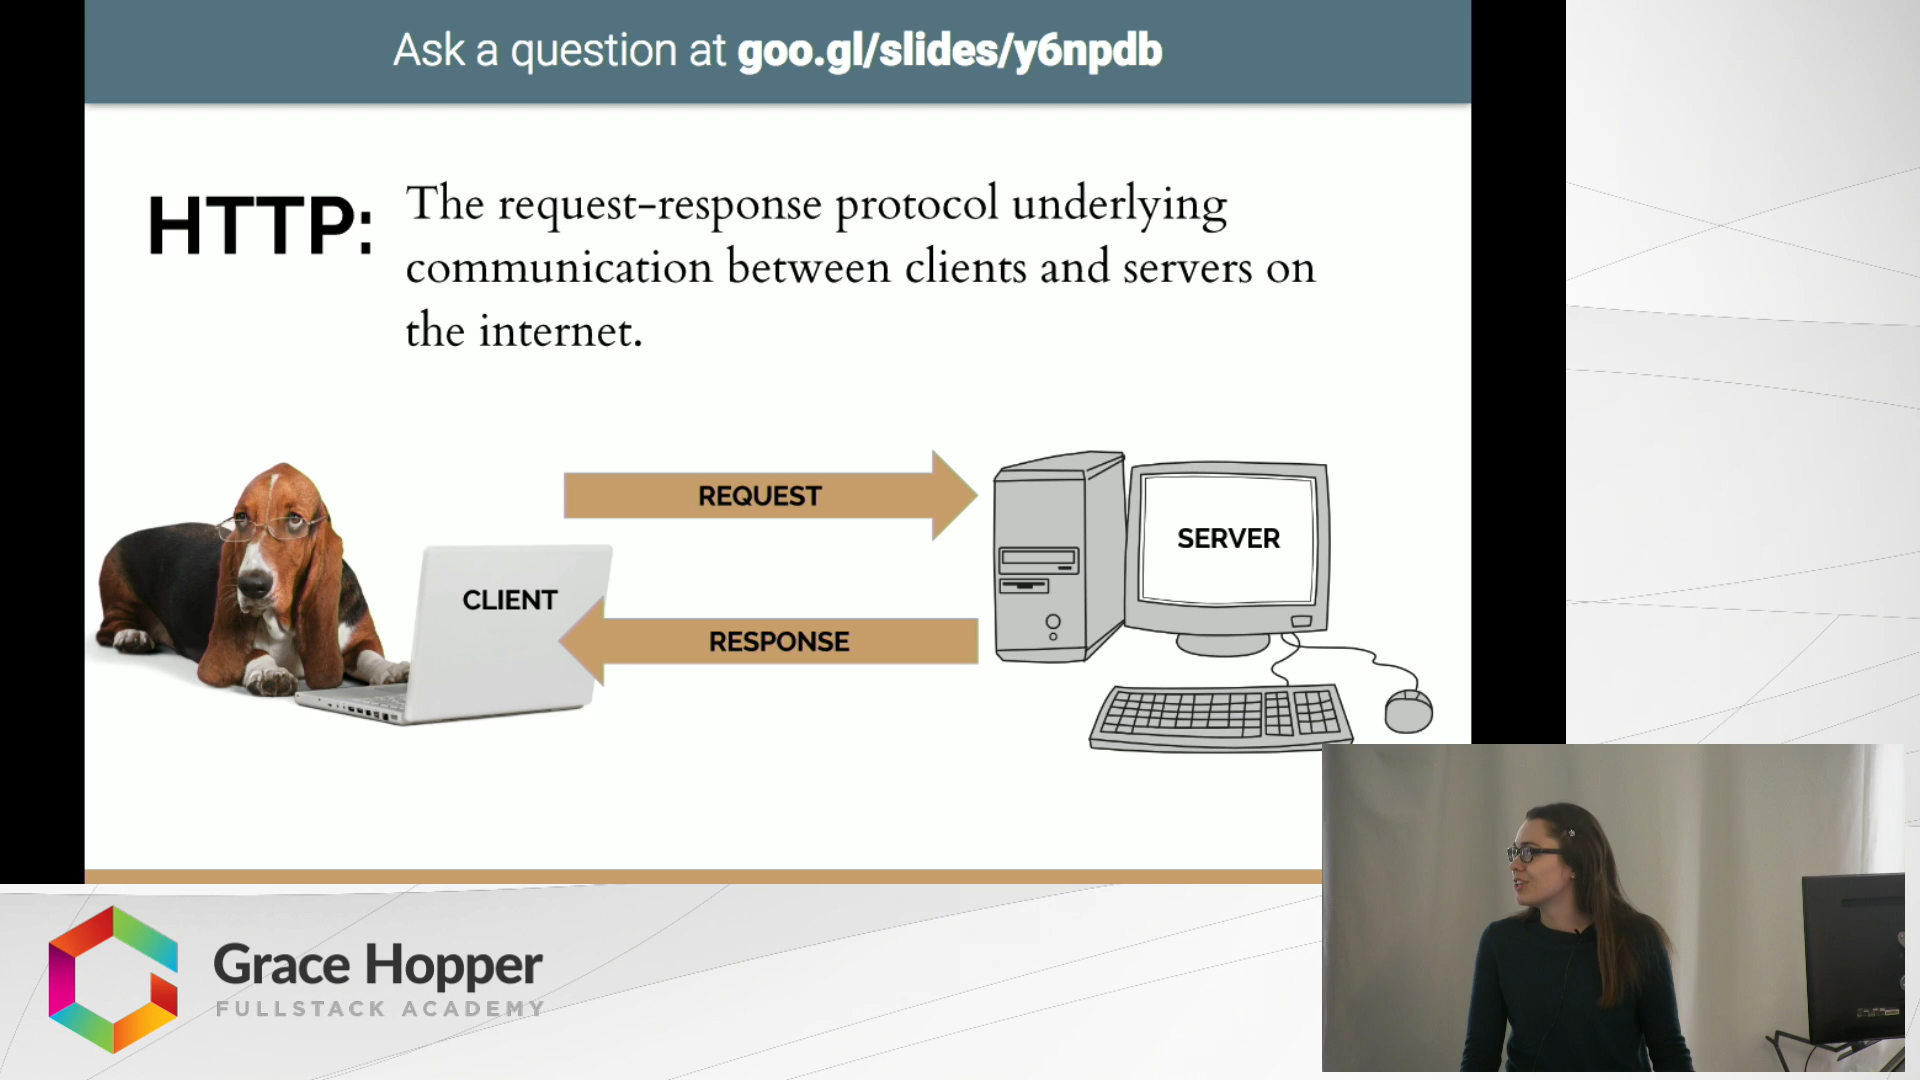 Ask a question at goo.gl/slides/y6npdb
HTTP:
The request-response protocol underlying
communication between clients and servers on
the internet.
REQUEST
SERVER
CLIENT
RESPONSE
Grace Hopper
FULLSTACK ACADEMY